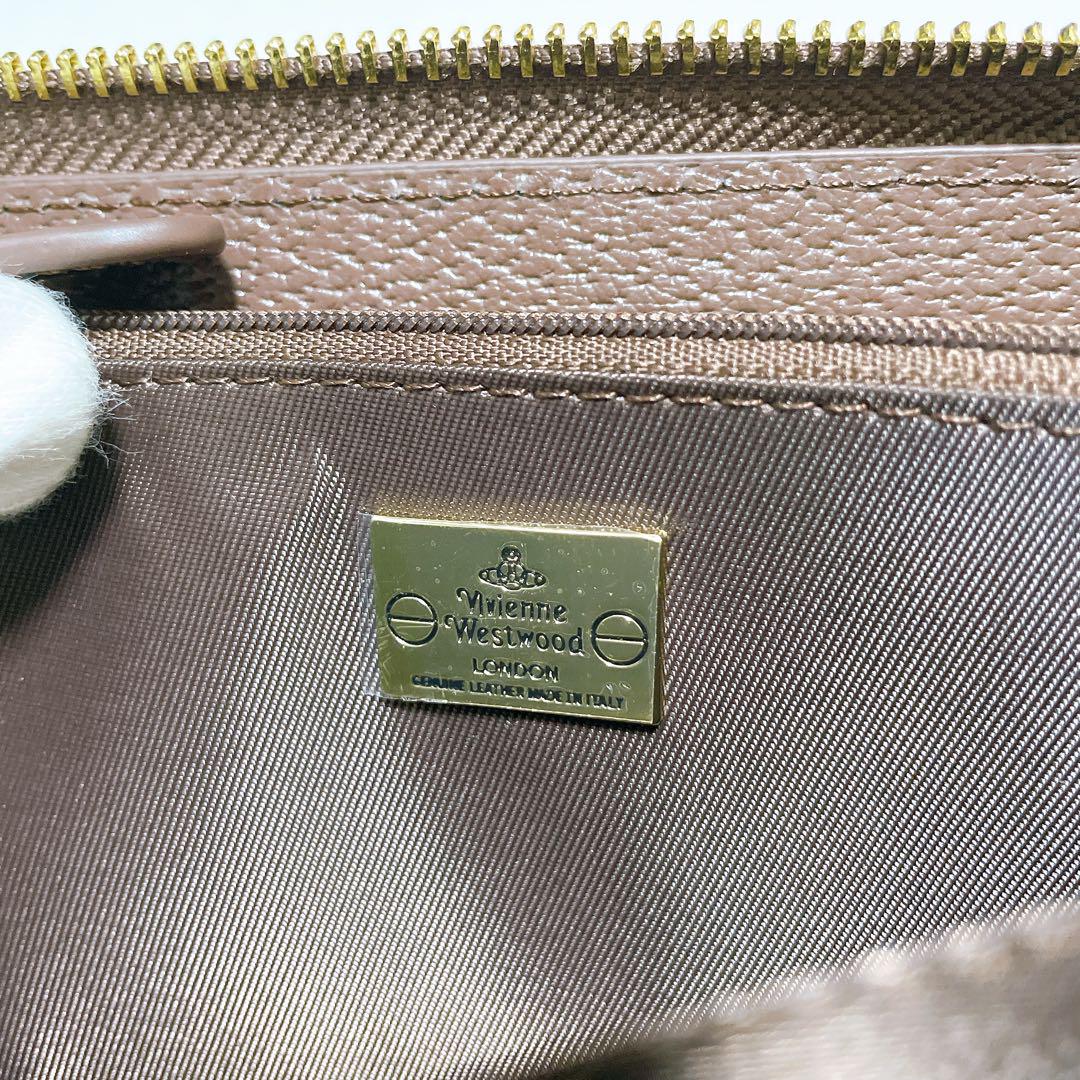 Vivienne
Westwood
LONDON
GENUINE LEATHER MADE IN ITALY